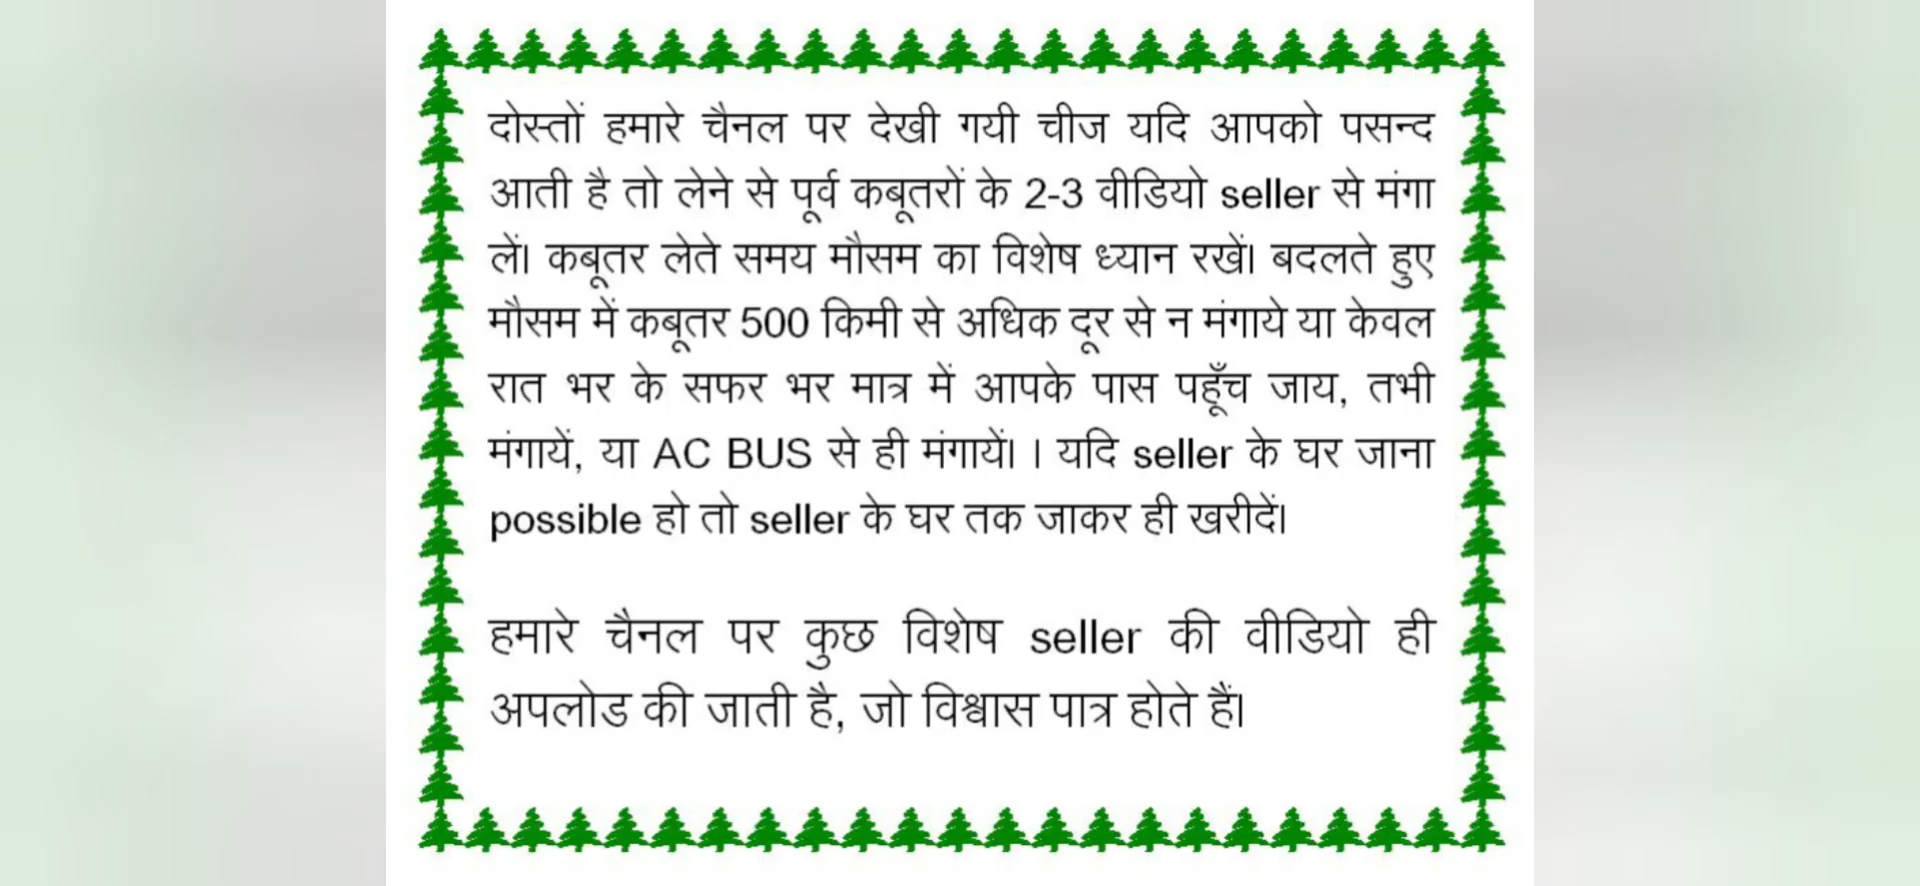 दोस्तों हमारे चैनल पर देखी गयी चीज यदि आपको पसन्द
आती है तो लेने से पूर्व कबूतरों के 2-3 वीडियो seller से मंगा
लें। कबूतर लेते समय मौसम का विशेष ध्यान रखें। बदलते हुए
मौसम में कबूतर 500 किमी से अधिक दूर से न मंगाये या केवल
रात भर के सफर भर मात्र में आपके पास पहूँच जाय, तभी
मंगायें, या AC BUS से ही मंगायें। । यदि seller के घर जाना
possible हो तो seller के घर तक जाकर ही खरीदें।
हमारे चैनल पर कुछ विशेष seller की वीडियो ही
अपलोड की जाती है, जो विश्वास पात्र होते हैं।